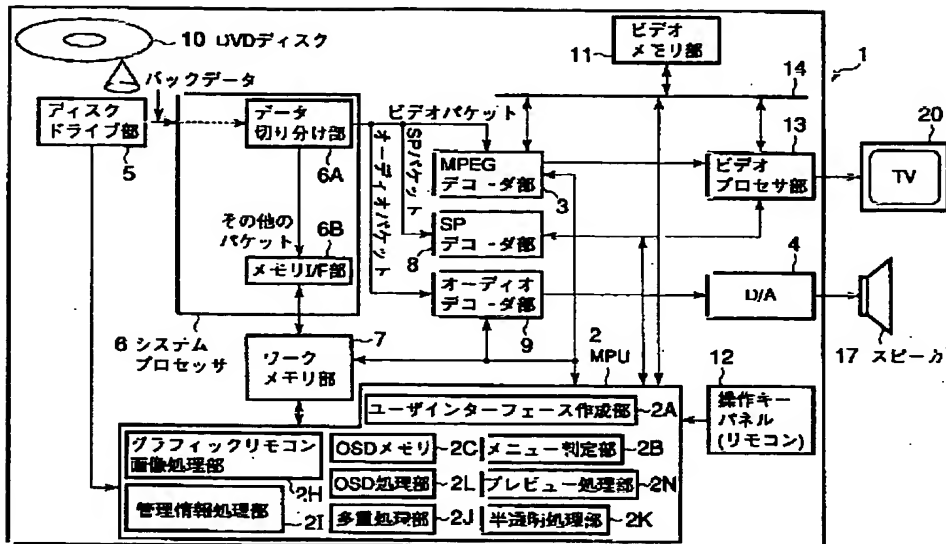 10 DVDディスク
パックデータ
ディスク
ドライブ部
5
データ
切り分け部
6A
その他の
パケット
6B
メモリI/F部
6 システム
プロセッサ
ビデオパケット
SPパケット
オーディオパケット
ビデオ
メモリ部
11
14
1
MPEG
デコーダ部
3
SP
デコーダ部
8
オーディオ
デコーダ部
9
13
ビデオ
プロセサ部
20
TV
4
D/A
17 スピーカ
7
ワーク
メモリ部
2
MPU
12
操作キー
パネル
(リモコン)
ユーザインターフェース作成部 2A
グラフィックリモコン
画像処理部
2H
管理情報処理部 2I
OSDメモリ 2C
メニュー判定部 2B
OSD処理部 2L
プレビュー処理部 2N
多重処理部 2J
半透明処理部 2K